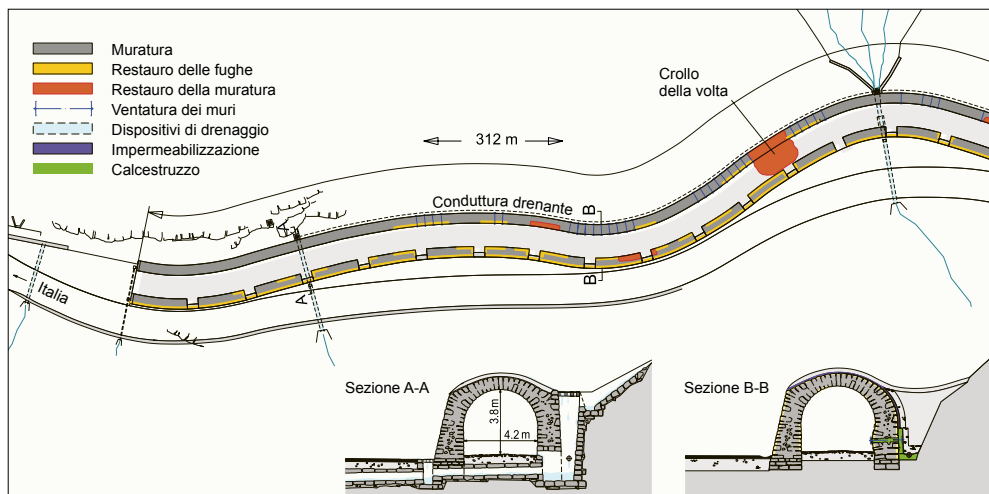 Muratura
Restauro delle fughe
Restauro della muratura
Ventatura dei muri
Dispositivi di drenaggio
Impermeabilizzazione
Calcestruzzo
Crollo
della volta
312 m
Conduttura drenante
B
B
A
A
Italia
Sezione A-A
3.8 m
4.2 m
Sezione B-B